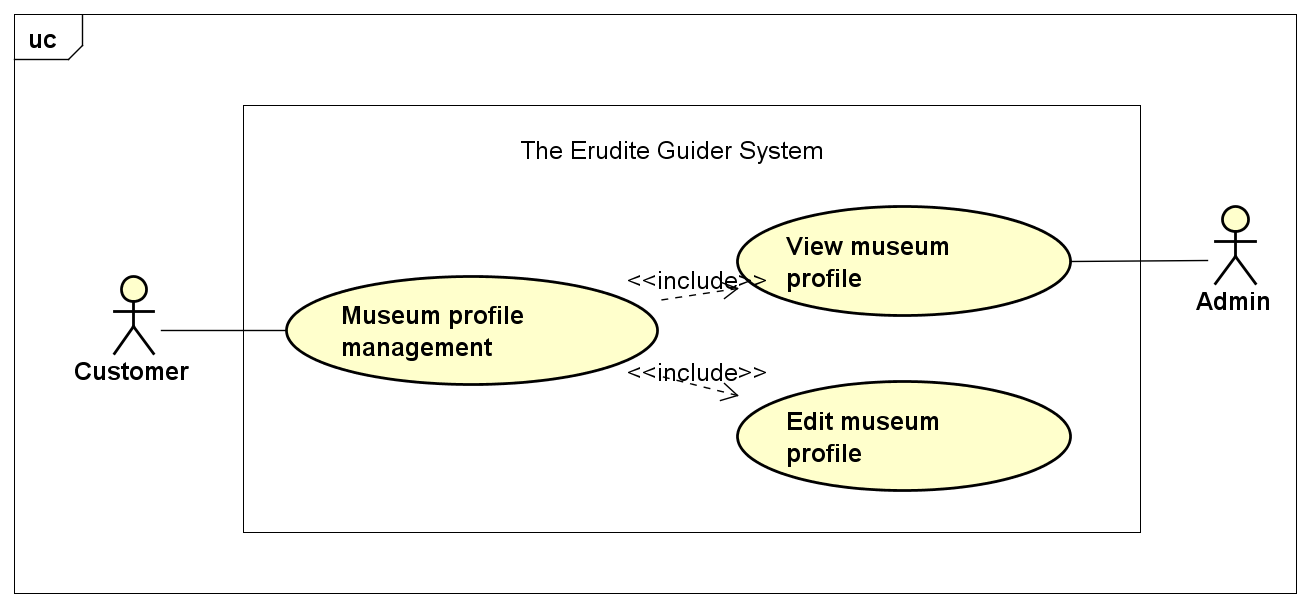 uc
The Erudite Guider System
View museum
profile
<<include>>
Museum profile
management
<<include>>
Edit museum
profile
Customer
Admin